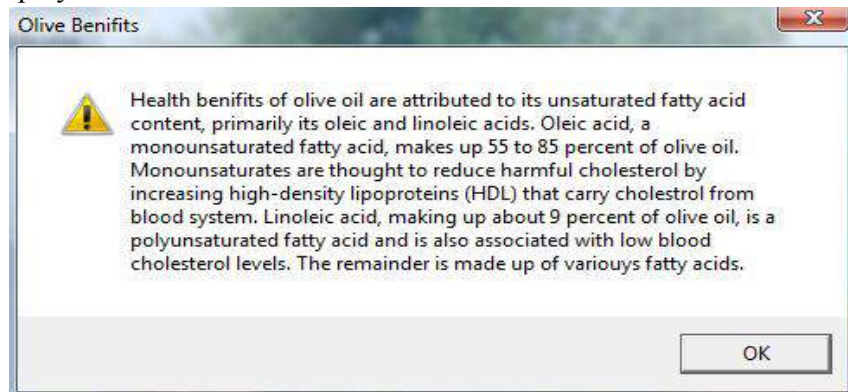 Olive Benifits
Health benifits of olive oil are attributed to its unsaturated fatty acid
content, primarily its oleic and linoleic acids. Oleic acid, a
monounsaturated fatty acid, makes up 55 to 85 percent of olive oil.
Monounsaturates are thought to reduce harmful cholesterol by
increasing high-density lipoproteins (HDL) that carry cholestrol from
blood system. Linoleic acid, making up about 9 percent of olive oil, is a
polyunsaturated fatty acid and is also associated with low blood
cholesterol levels. The remainder is made up of variouys fatty acids.
OK